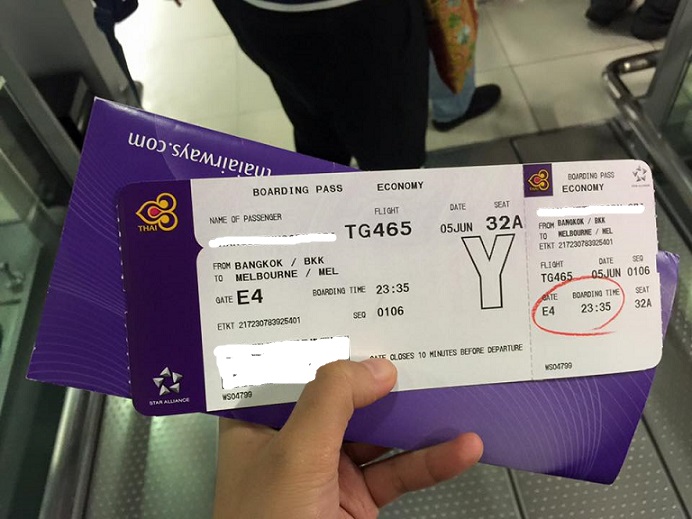 thaiairways.com
THAI
STAR ALLIANCE
BOARDING PASS ECONOMY
NAME OF PASSENGER FLIGHT DATE SEAT
TG465 05JUN 32A
FROM BANGKOK / BKK
TO MELBOURNE / MEL
Y
GATE E4 BOARDING TIME 23:35
SEQ 0106
ETKT 217230783925401
GATE CLOSES 10 MINUTES BEFORE DEPARTURE
WS04799
THAI
BOARDING PASS
ECONOMY
FROM BANGKOK / BKK
TO MELBOURNE / MEL
ETKT 217230783925401
FLIGHT DATE SEQ
TG465 05JUN 0106
GATE BOARDING TIME SEAT
E4 23:35 32A
WS04799